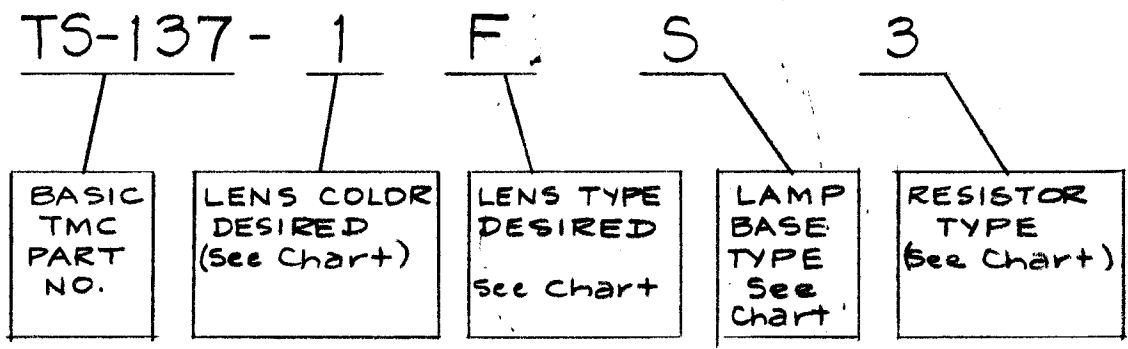 TS-137- 1 F S 3
BASIC
TMC
PART
NO.
LENS COLOR
DESIRED
(See Chart)
LENS TYPE
DESIRED
See Chart
LAMP
BASE
TYPE
See
Chart
RESISTOR
TYPE
(See Chart)